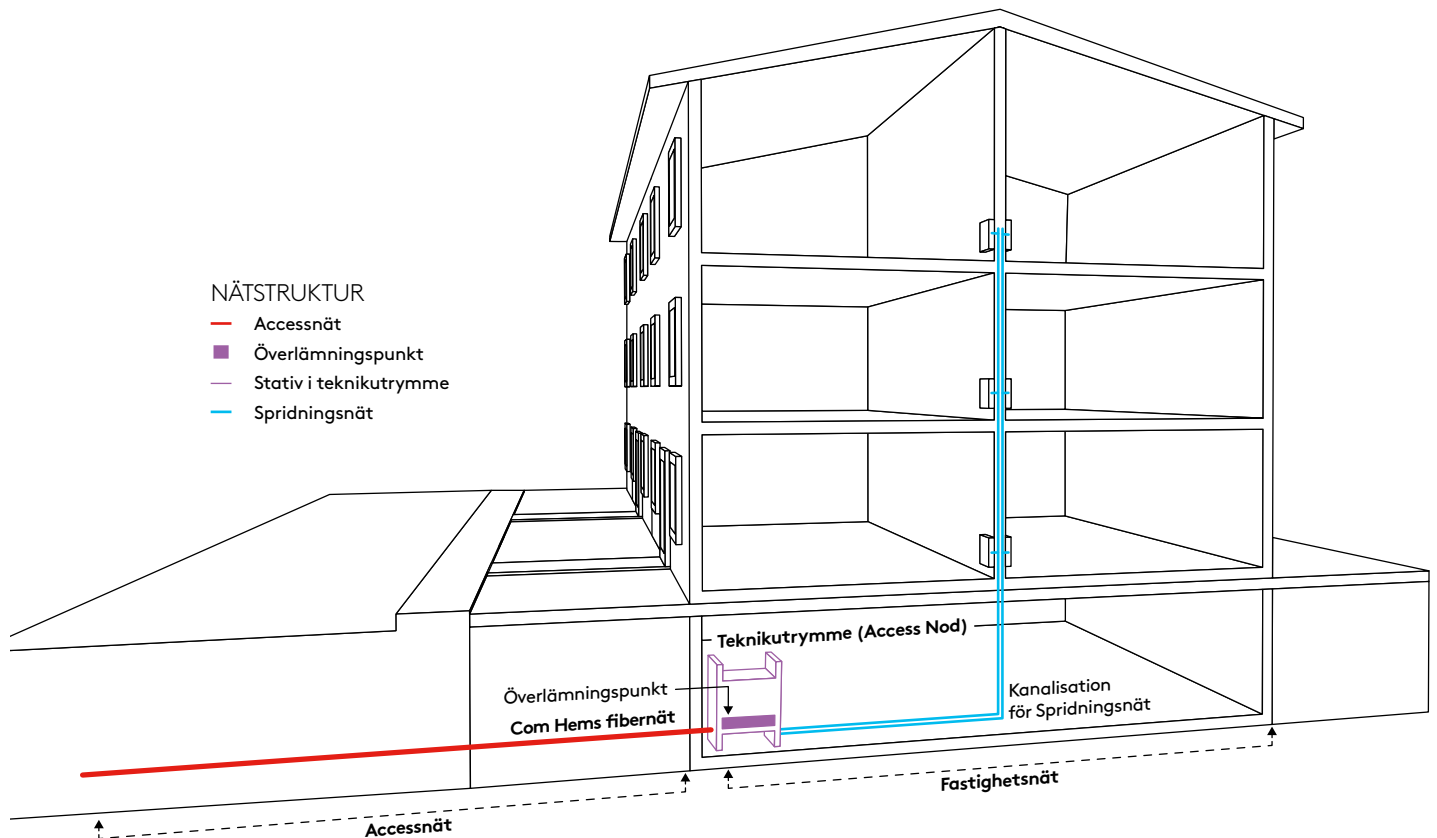 NÄTSTRUKTUR
Accessnät
Överlämningspunkt
Stativ i teknikutrymme
Spridningsnät
Teknikutrymme (Access Nod)
Överlämningspunkt
Com Hems fibernät
Kanalisation
för Spridningsnät
Fastighetsnät
Accessnät